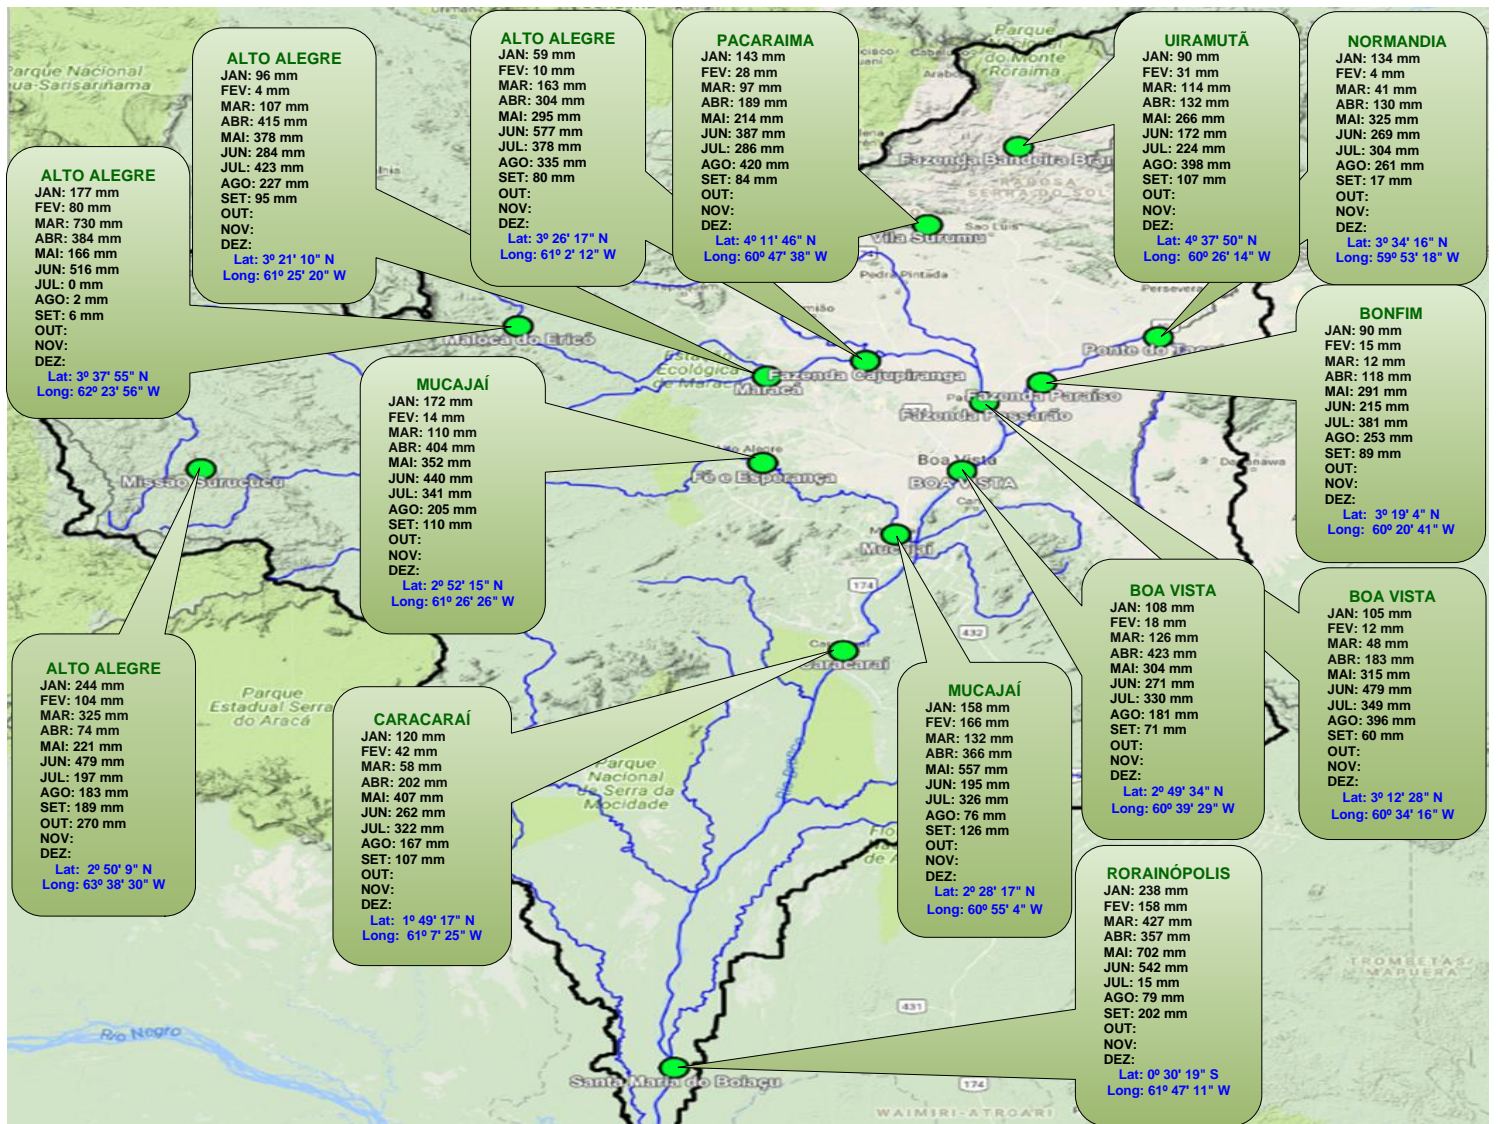 ALTO ALEGRE
JAN: 177 mm
FEV: 80 mm
MAR: 730 mm
ABR: 384 mm
MAI: 166 mm
JUN: 516 mm
JUL: 0 mm
AGO: 2 mm
SET: 6 mm
OUT:
NOV:
DEZ:
Lat: 3º 37' 55" N
Long: 62º 23' 56" W
ALTO ALEGRE
JAN: 96 mm
FEV: 4 mm
MAR: 107 mm
ABR: 415 mm
MAI: 378 mm
JUN: 284 mm
JUL: 423 mm
AGO: 227 mm
SET: 95 mm
OUT:
NOV:
DEZ:
Lat: 3º 21' 10" N
Long: 61º 25' 20" W
ALTO ALEGRE
JAN: 59 mm
FEV: 10 mm
MAR: 163 mm
ABR: 304 mm
MAI: 295 mm
JUN: 577 mm
JUL: 378 mm
AGO: 335 mm
SET: 80 mm
OUT:
NOV:
DEZ:
Lat: 3º 26' 17" N
Long: 61º 2' 12" W
PACARAIMA
JAN: 143 mm
FEV: 28 mm
MAR: 97 mm
ABR: 189 mm
MAI: 214 mm
JUN: 387 mm
JUL: 286 mm
AGO: 420 mm
SET: 84 mm
OUT:
NOV:
DEZ:
Lat: 4º 11' 46" N
Long: 60º 47' 38" W
UIRAMUTÃ
JAN: 90 mm
FEV: 31 mm
MAR: 114 mm
ABR: 132 mm
MAI: 266 mm
JUN: 172 mm
JUL: 224 mm
AGO: 398 mm
SET: 107 mm
OUT:
NOV:
DEZ:
Lat: 4º 37' 50" N
Long: 60º 26' 14" W
NORMANDIA
JAN: 134 mm
FEV: 4 mm
MAR: 41 mm
ABR: 130 mm
MAI: 325 mm
JUN: 269 mm
JUL: 304 mm
AGO: 261 mm
SET: 17 mm
OUT:
NOV:
DEZ:
Lat: 3º 34' 16" N
Long: 59º 53' 18" W
BONFIM
JAN: 90 mm
FEV: 15 mm
MAR: 12 mm
ABR: 118 mm
MAI: 291 mm
JUN: 215 mm
JUL: 381 mm
AGO: 253 mm
SET: 89 mm
OUT:
NOV:
DEZ:
Lat: 3º 19' 4" N
Long: 60º 20' 41" W
MUCAJAÍ
JAN: 172 mm
FEV: 14 mm
MAR: 110 mm
ABR: 404 mm
MAI: 352 mm
JUN: 440 mm
JUL: 341 mm
AGO: 205 mm
SET: 110 mm
OUT:
NOV:
DEZ:
Lat: 2º 52' 15" N
Long: 61º 26' 26" W
ALTO ALEGRE
JAN: 244 mm
FEV: 104 mm
MAR: 325 mm
ABR: 74 mm
MAI: 221 mm
JUN: 479 mm
JUL: 197 mm
AGO: 183 mm
SET: 189 mm
OUT: 270 mm
NOV:
DEZ:
Lat: 2º 50' 9" N
Long: 63º 38' 30" W
CARACARAÍ
JAN: 120 mm
FEV: 42 mm
MAR: 58 mm
ABR: 202 mm
MAI: 407 mm
JUN: 262 mm
JUL: 322 mm
AGO: 167 mm
SET: 107 mm
OUT:
NOV:
DEZ:
Lat: 1º 49' 17" N
Long: 61º 7' 25" W
MUCAJAÍ
JAN: 158 mm
FEV: 166 mm
MAR: 132 mm
ABR: 366 mm
MAI: 557 mm
JUN: 195 mm
JUL: 326 mm
AGO: 76 mm
SET: 126 mm
OUT:
NOV:
DEZ:
Lat: 2º 28' 17" N
Long: 60º 55' 4" W
BOA VISTA
JAN: 108 mm
FEV: 18 mm
MAR: 126 mm
ABR: 423 mm
MAI: 304 mm
JUN: 271 mm
JUL: 330 mm
AGO: 181 mm
SET: 71 mm
OUT:
NOV:
DEZ:
Lat: 2º 49' 34" N
Long: 60º 39' 29" W
BOA VISTA
JAN: 105 mm
FEV: 12 mm
MAR: 48 mm
ABR: 183 mm
MAI: 315 mm
JUN: 479 mm
JUL: 349 mm
AGO: 396 mm
SET: 60 mm
OUT:
NOV:
DEZ:
Lat: 3º 12' 28" N
Long: 60º 34' 16" W
RORAINÓPOLIS
JAN: 238 mm
FEV: 158 mm
MAR: 427 mm
ABR: 357 mm
MAI: 702 mm
JUN: 542 mm
JUL: 15 mm
AGO: 79 mm
SET: 202 mm
OUT:
NOV:
DEZ:
Lat: 0º 30' 19" S
Long: 61º 47' 11" W
Parque Nacional
Fazenda Bandeira
RAPOSA
SERRA DO SOL
Vila Surumu
Sao Luis
Pedra Pintada
Maloca do Ericó
Estação
Ecológica
de Maracá
Maracá
Fazenda Cajupiranga
Ponte do
Fazenda Paraíso
Fazenda Passarão
Alto Alegre
Fé e Esperança
Boa Vista
BOA VISTA
Missão Surucucu
Mucajaí
174
432
Caracaraí
Parque
Estadual Serra
do Aracá
Parque
Nacional
da Serra da
Mocidade
Rio Branco
Rio Negro
431
Santa Maria do Boiaçu
174
WAIMIRI-ATROARI
TROMBETAS/
MAPUERA